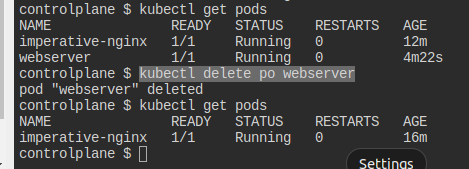 controlplane $ kubectl get pods
NAME READY STATUS RESTARTS AGE
imperative-nginx 1/1 Running 0 12m
webserver 1/1 Running 0 4m22s
controlplane $ kubectl delete po webserver
pod "webserver" deleted
controlplane $ kubectl get pods
NAME READY STATUS RESTARTS AGE
imperative-nginx 1/1 Running 0 16m
controlplane $
Settings